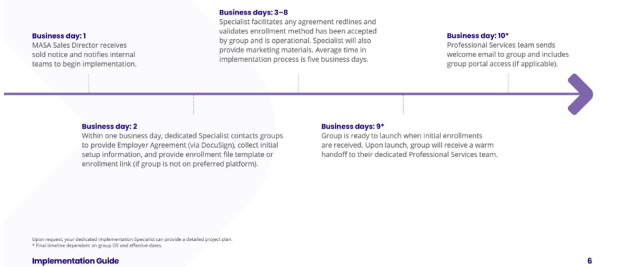 Business day: 1
MASA Sales Director receives
sold notice and notifies internal
teams to begin implementation.
Business days: 3–8
Specialist facilitates any agreement redlines and
validates enrollment method has been accepted
by group and is operational. Specialist will also
provide marketing materials. Average time in
implementation process is five business days.
Business day: 10*
Professional Services team sends
welcome email to group and includes
group portal access (if applicable).
Business day: 2
Within one business day, dedicated Specialist contacts groups
to provide Employer Agreement (via DocuSign), collect initial
setup information, and provide enrollment file template or
enrollment link (if group is not on preferred platform).
Business days: 9*
Group is ready to launch when initial enrollments
are received. Upon launch, group will receive a warm
handoff to their dedicated Professional Services team.
Upon request, your dedicated Implementation Specialist can provide a detailed project plan.
* Final timeline dependent on group OE and effective dates.
Implementation Guide
6